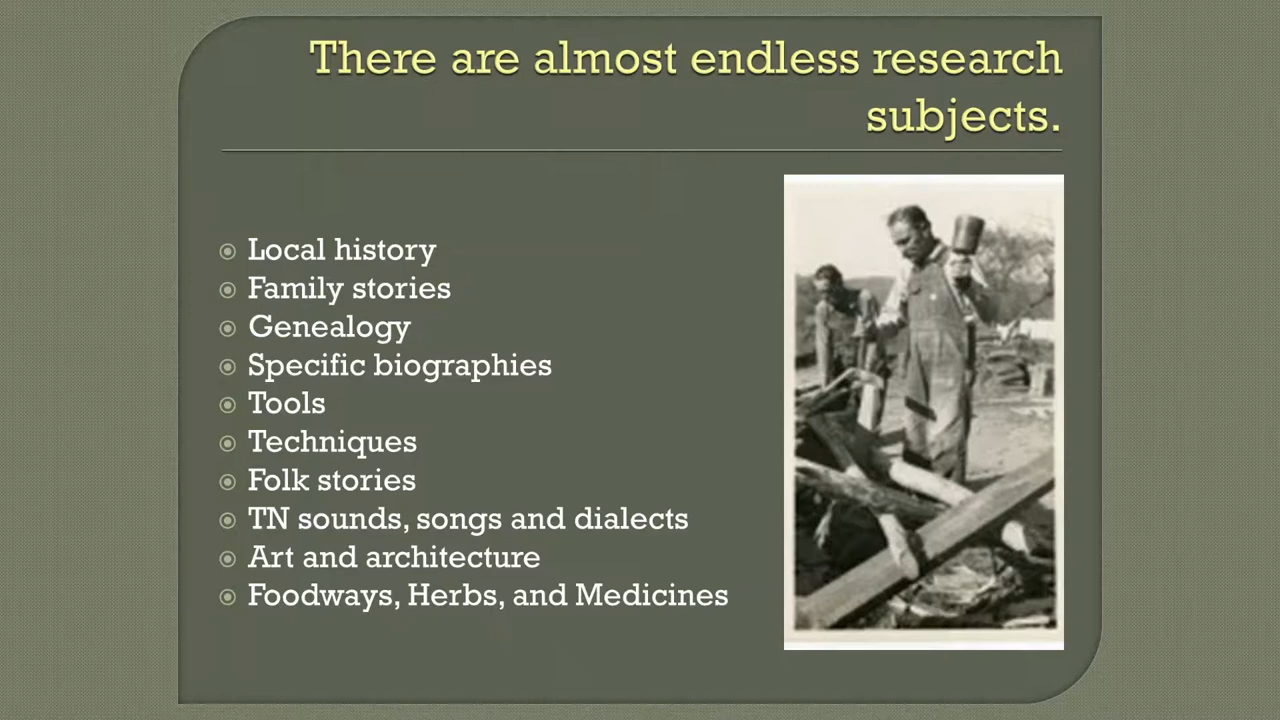 There are almost endless research
subjects.
Local history
Family stories
Genealogy
Specific biographies
Tools
Techniques
Folk stories
TN sounds, songs and dialects
Art and architecture
Foodways, Herbs, and Medicines